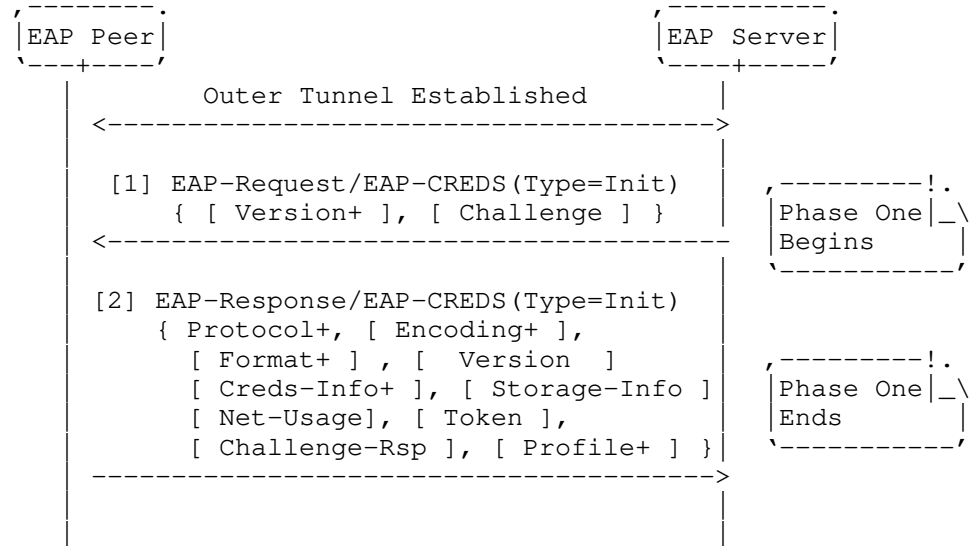 EAP Peer EAP Server
Outer Tunnel Established
[1] EAP-Request/EAP-CREDS(Type=Init)
{ [ Version+ ], [ Challenge ] } Phase One
Begins
[2] EAP-Response/EAP-CREDS(Type=Init)
{ Protocol+, [ Encoding+ ],
[ Format+ ] , [  Version  ]
[ Creds-Info+ ], [ Storage-Info ] Phase One
[ Net-Usage], [ Token ], Ends
[ Challenge-Rsp ], [ Profile+ ] }